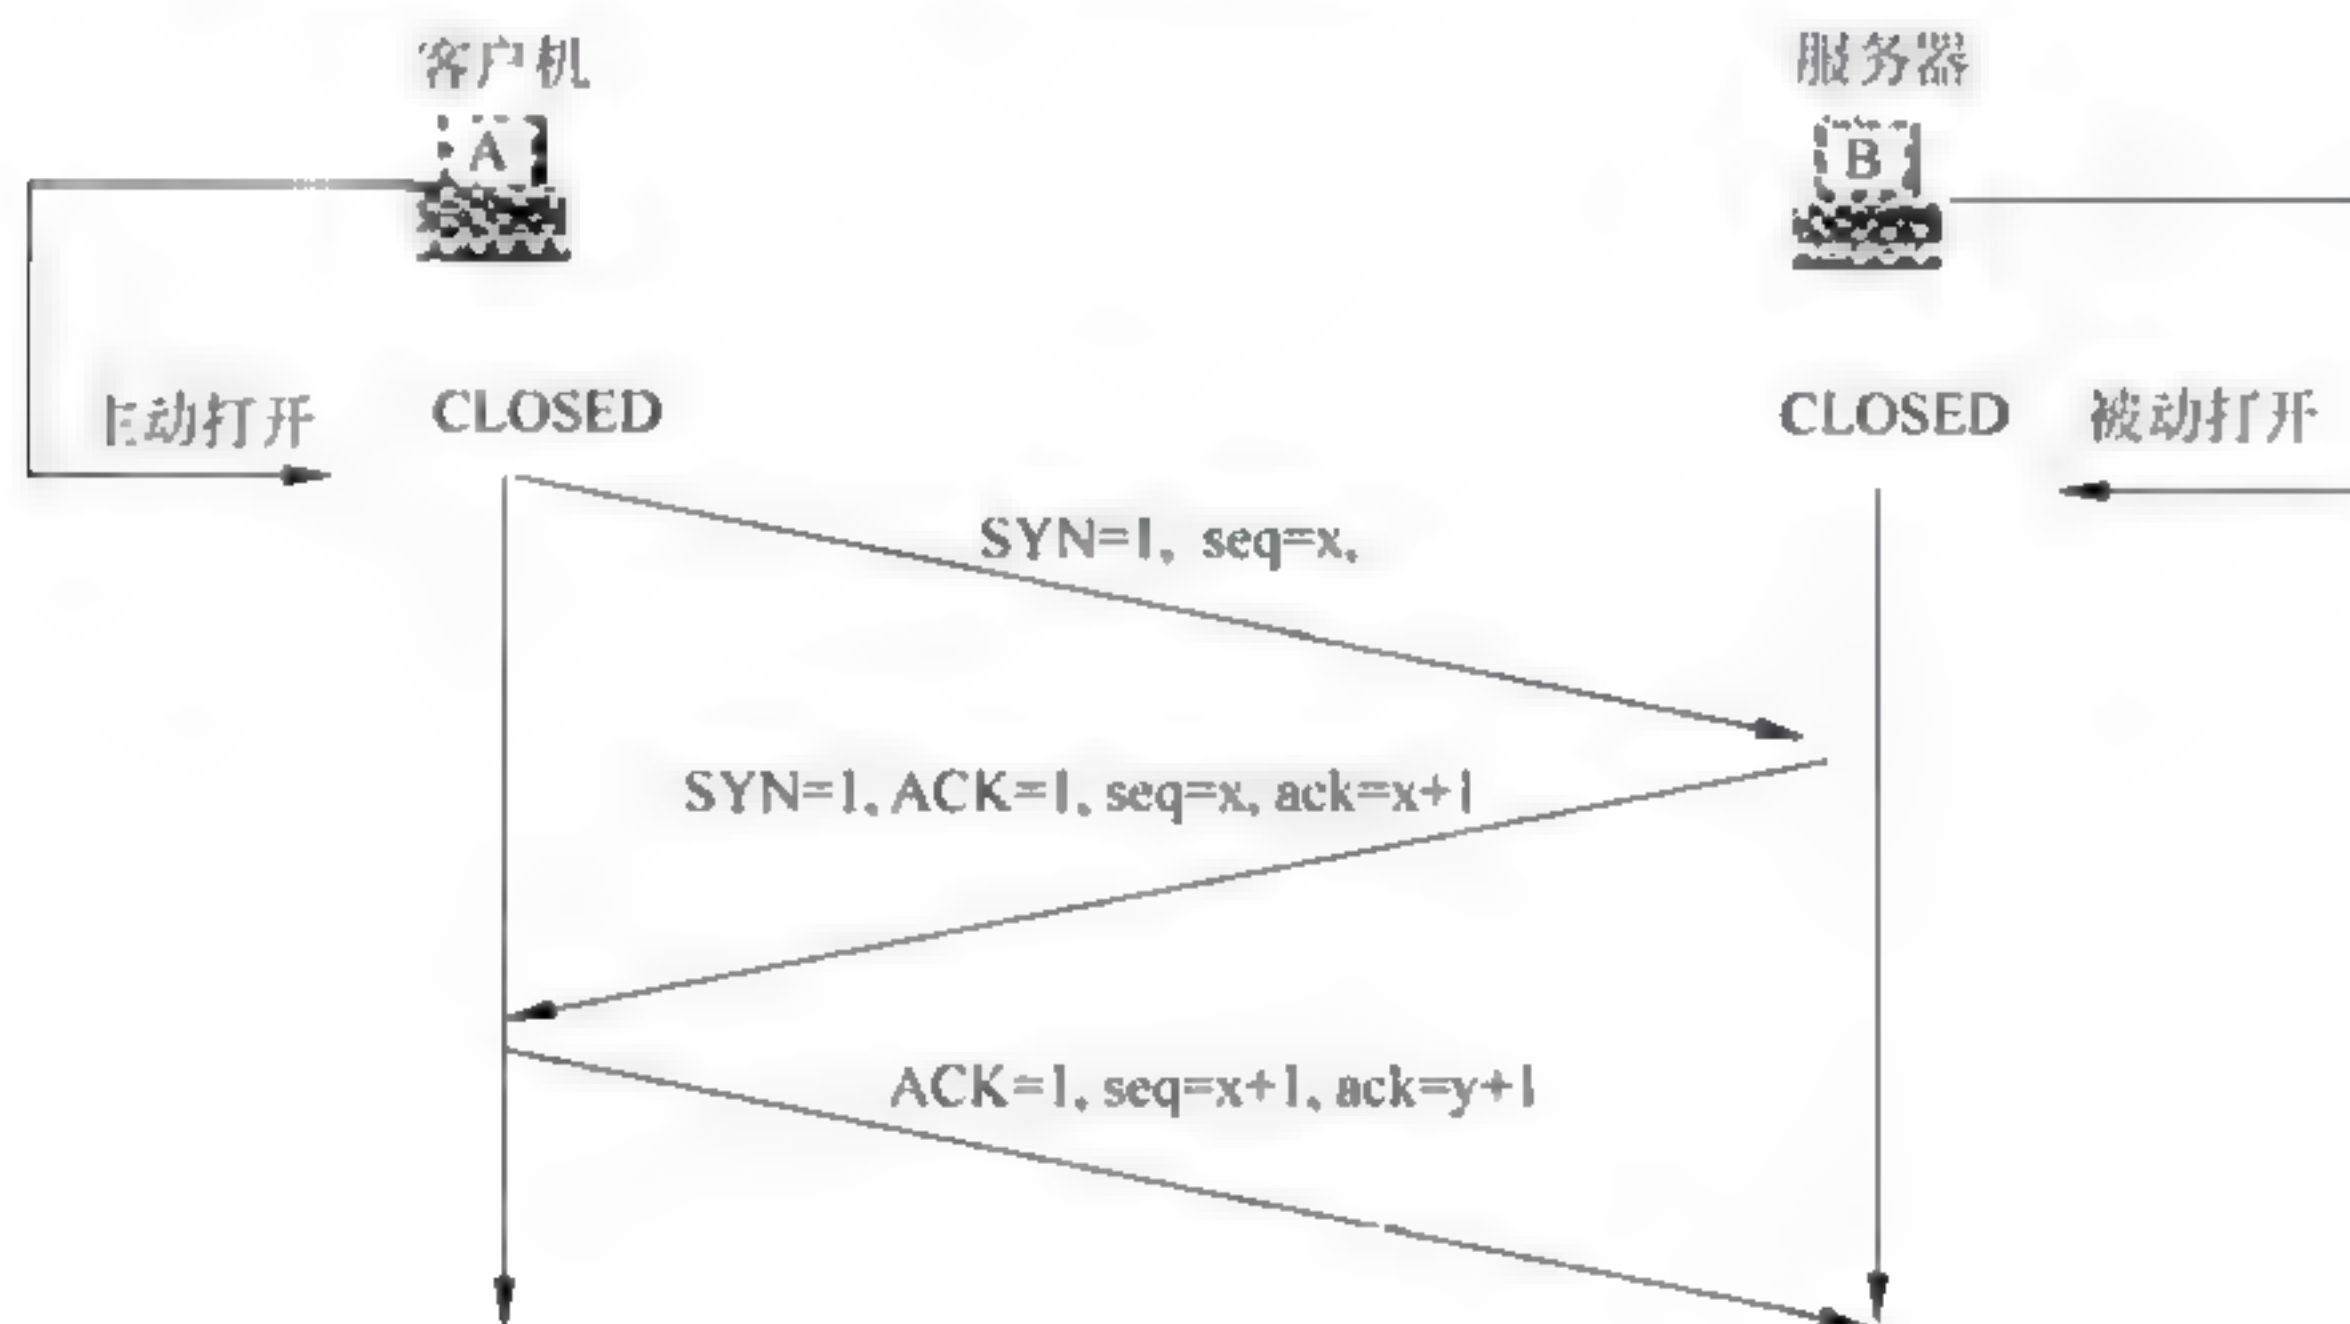 客户机
服务器
A
B
主动打开
CLOSED
CLOSED
被动打开
SYN=1, seq=x,
SYN=1, ACK=1, seq=x, ack=x+1
ACK=1, seq=x+1, ack=y+1